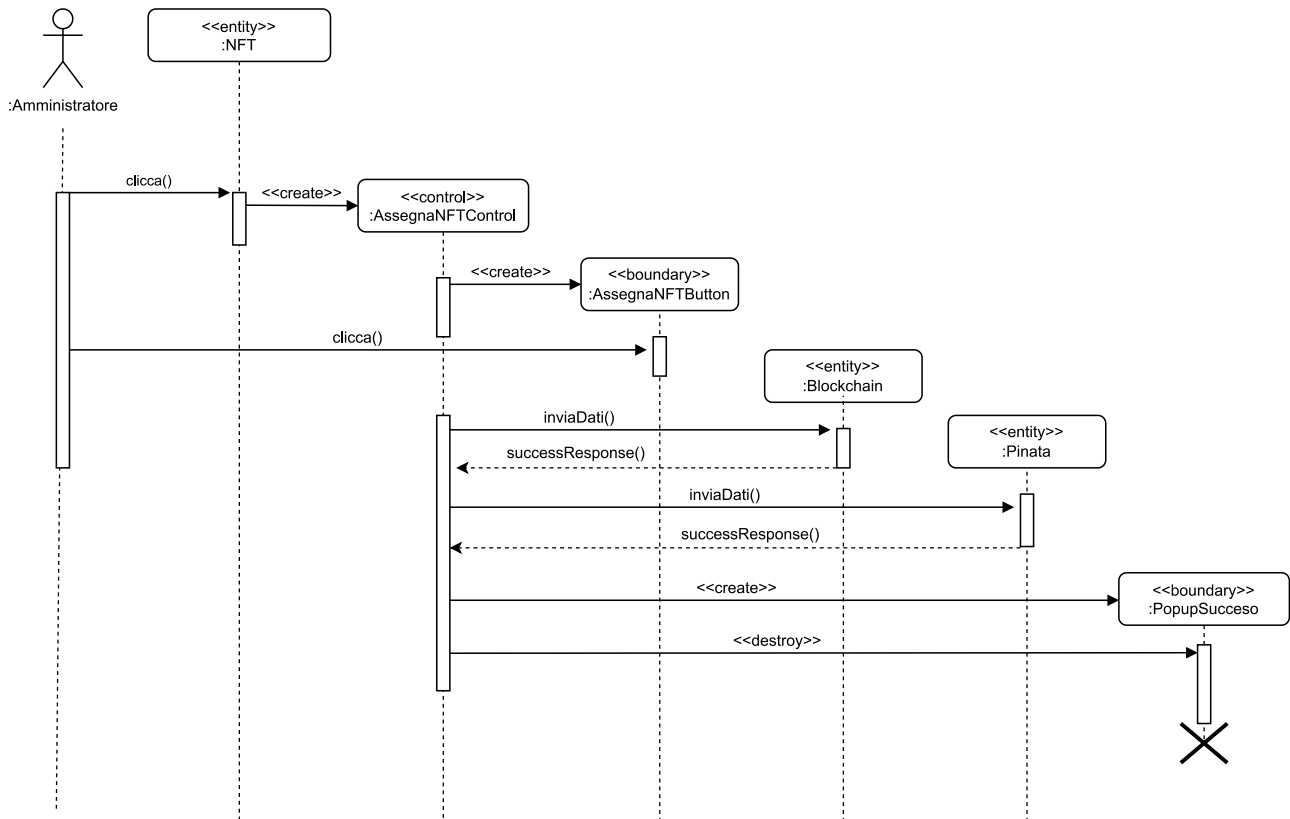 <<entity>>
:NFT
:Amministratore
clicca()
<<create>>
<<control>>
:AssegnaNFTControl
<<create>>
<<boundary>>
:AssegnaNFTButton
clicca()
<<entity>>
:Blockchain
inviaDati()
<<entity>>
:Pinata
successResponse()
inviaDati()
successResponse()
<<create>>
<<boundary>>
:PopupSucceso
<<destroy>>